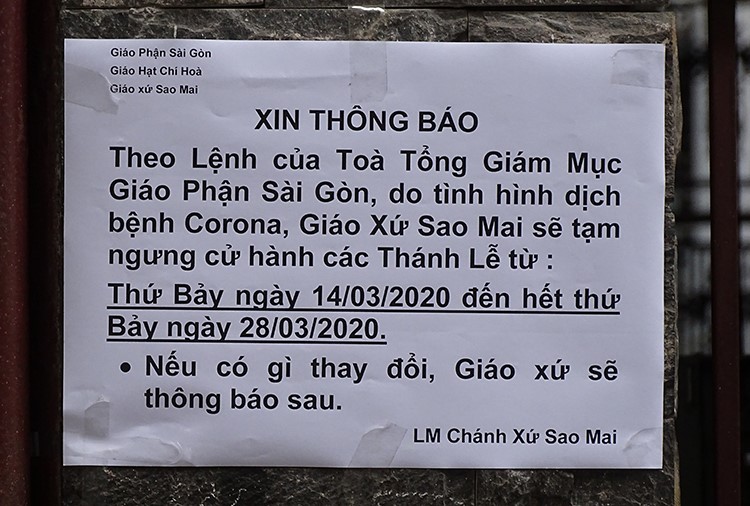 Giáo Phận Sài Gòn
Giáo Hạt Chí Hoà
Giáo xứ Sao Mai
XIN THÔNG BÁO
Theo Lệnh của Toà Tổng Giám Mục
Giáo Phận Sài Gòn, do tình hình dịch
bệnh Corona, Giáo Xứ Sao Mai sẽ tạm
ngưng cử hành các Thánh Lễ từ :
Thứ Bảy ngày 14/03/2020 đến hết thứ
Bảy ngày 28/03/2020.
• Nếu có gì thay đổi, Giáo xứ sẽ
thông báo sau.
LM Chánh Xứ Sao Mai